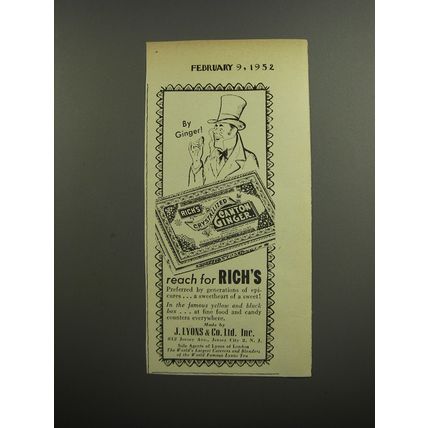 FEBRUARY 9, 1952
By
Ginger!
RICH'S
CRYSTALLIZED
CANTON
GINGER
reach for RICH'S
Preferred by generations of epi-
cures . . . a sweetheart of a sweet!
In the famous yellow and black
box . . . at fine food and candy
counters everywhere.
Made by
J. LYONS & Co. Ltd. Inc.
612 Jersey Ave., Jersey City 2, N. J.
Sole Agents of Lyons of London
The World's Largest Caterers and Blenders
of the World Famous Lyons Tea